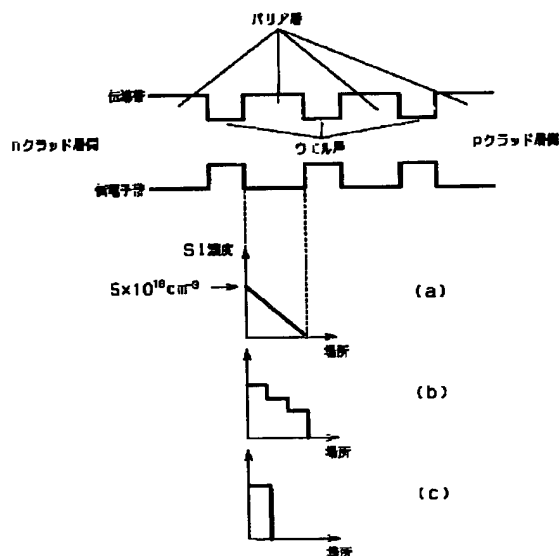 バリア層
伝導帯
nクラッド層側
ウェル層
pクラッド層側
価電子帯
Si濃度
5×10¹⁸cm⁻³
(a)
場所
(b)
場所
(c)
場所